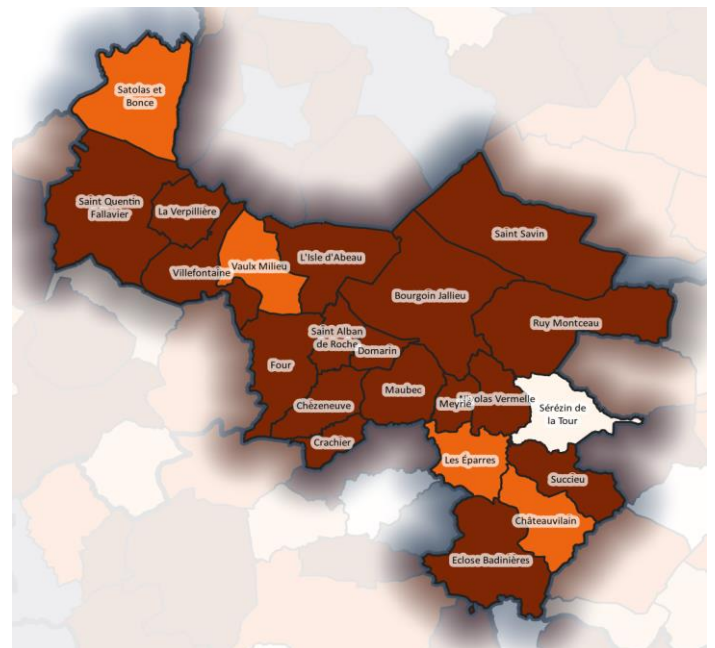 Satolas et
Bonce
Saint Quentin
Fallavier
La Verpillière
Saint Savin
L'Isle d'Abeau
Vaulx Milieu
Villefontaine
Bourgoin Jallieu
Ruy Montceau
Saint Alban
de Roche
Domarin
Four
Maubec
Meyrié
Nicolas Vermelle
Chèzeneuve
Sérézin de
la Tour
Crachier
Les Éparres
Succieu
Châteauvilain
Eclose Badinières